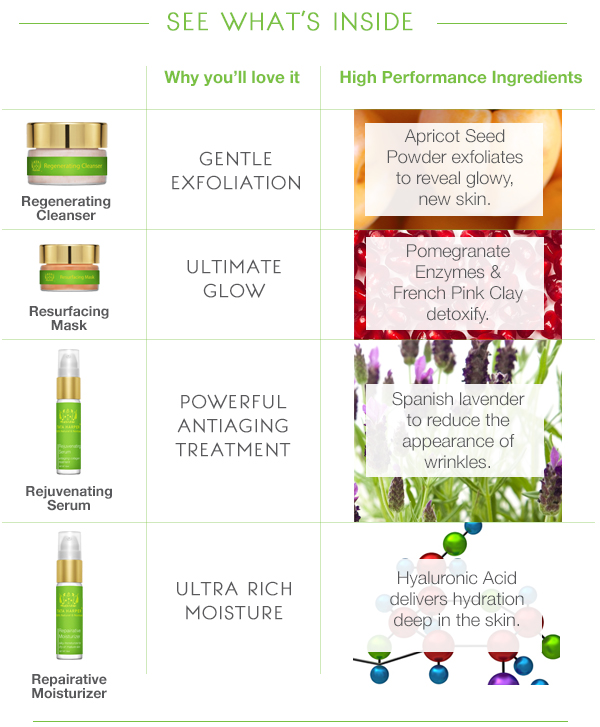 SEE WHAT'S INSIDE
Why you'll love it
High Performance Ingredients
Regenerating Cleanser
Regenerating
Cleanser
GENTLE
EXFOLIATION
Apricot Seed
Powder exfoliates
to reveal glowy,
new skin.
Resurfacing Mask
Resurfacing
Mask
ULTIMATE
GLOW
Pomegranate
Enzymes &
French Pink Clay
detoxify.
Rejuvenating
Serum
Rejuvenating
Serum
POWERFUL
ANTIAGING
TREATMENT
Spanish lavender
to reduce the
appearance of
wrinkles.
Repairative
Moisturizer
Repairative
Moisturizer
ULTRA RICH
MOISTURE
Hyaluronic Acid
delivers hydration
deep in the skin.